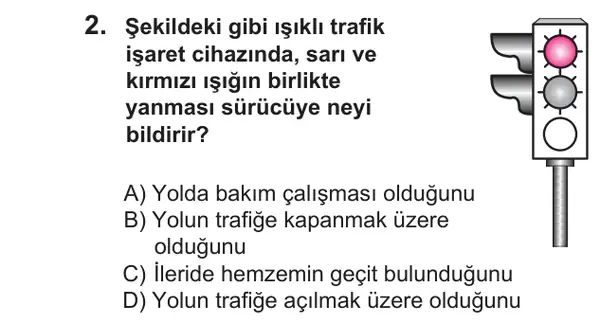 2. Şekildeki gibi ışıklı trafik
işaret cihazında, sarı ve
kırmızı ışığın birlikte
yanması sürücüye neyi
bildirir?
A) Yolda bakım çalışması olduğunu
B) Yolun trafiğe kapanmak üzere
olduğunu
C) İleride hemzemin geçit bulunduğunu
D) Yolun trafiğe açılmak üzere olduğunu